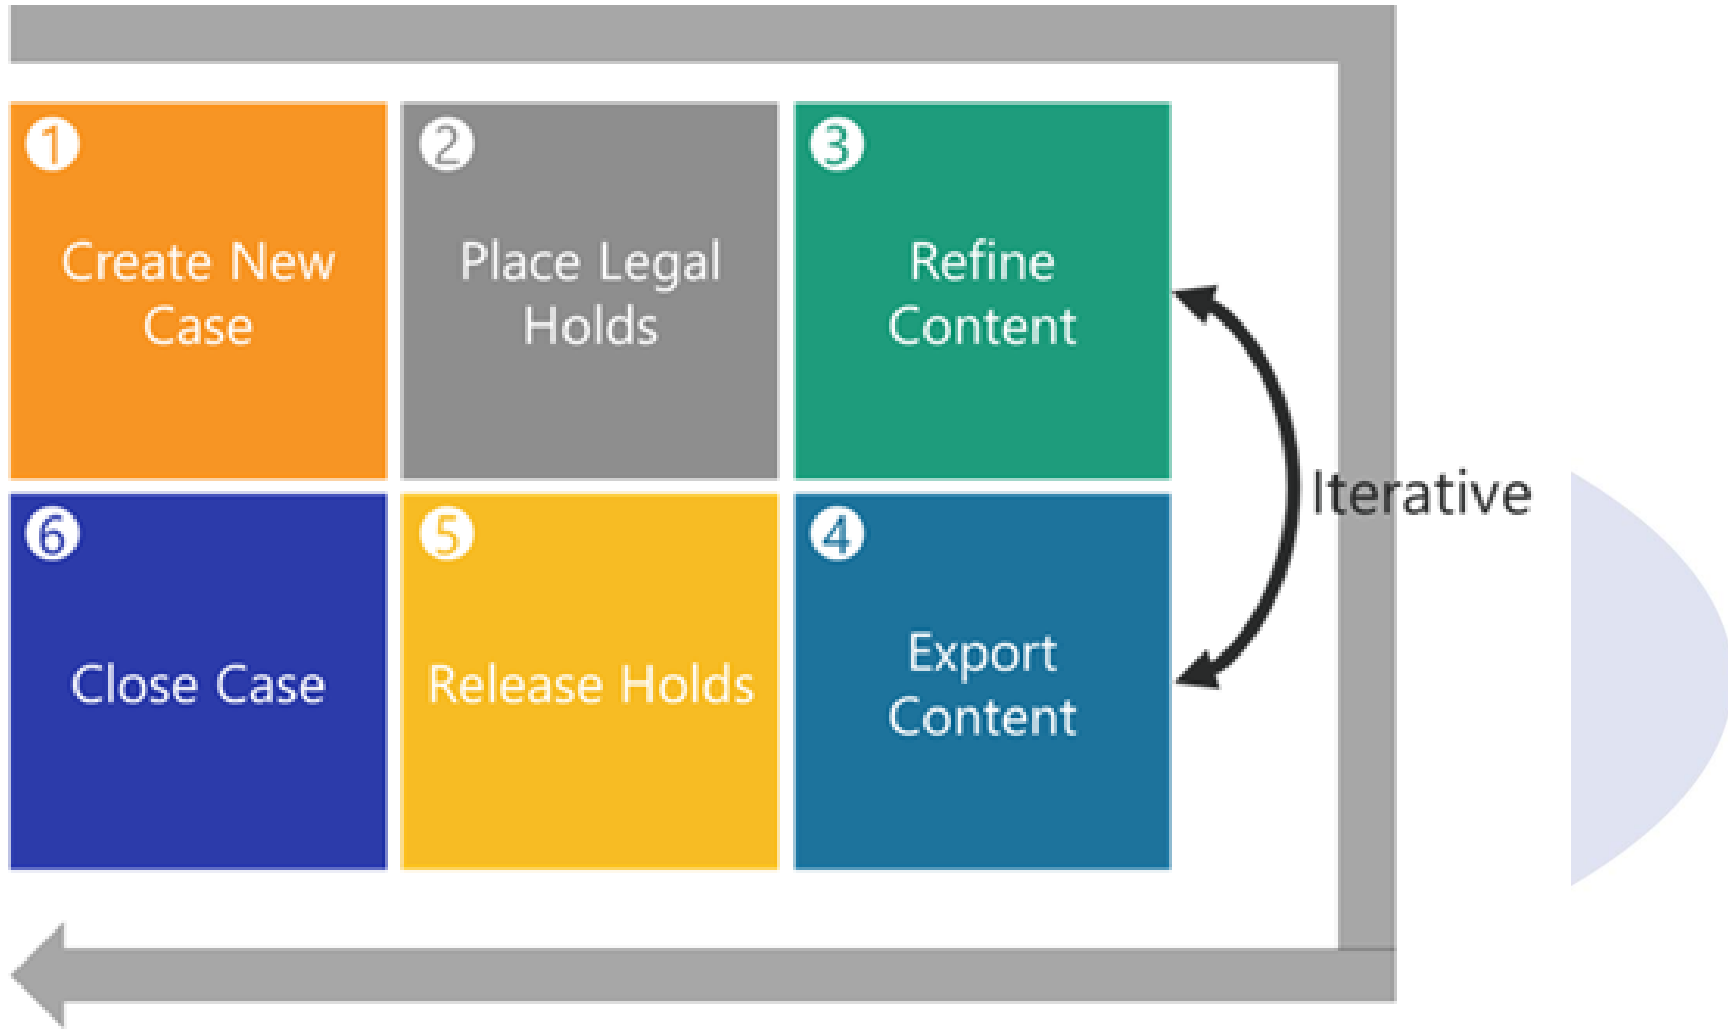 1
Create New
Case
2
Place Legal
Holds
3
Refine
Content
Iterative
6
Close Case
5
Release Holds
4
Export
Content